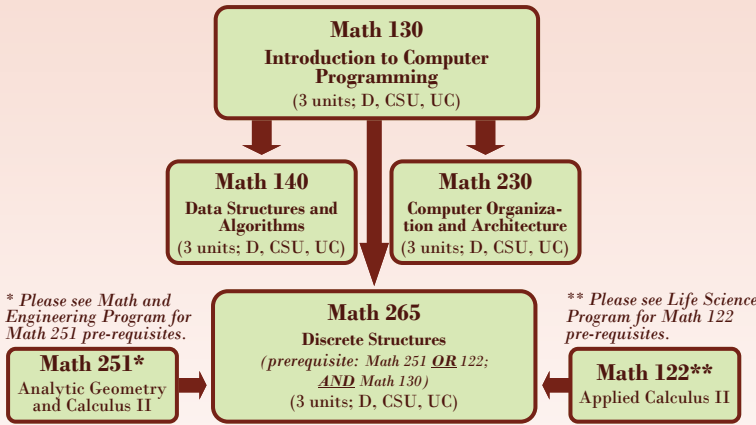 Math 130
Introduction to Computer
Programming
(3 units; D, CSU, UC)
Math 140
Data Structures and
Algorithms
(3 units; D, CSU, UC)
Math 230
Computer Organiza-
tion and Architecture
(3 units; D, CSU, UC)
* Please see Math and
Engineering Program for
Math 251 pre-requisites.
Math 251*
Analytic Geometry
and Calculus II
Math 265
Discrete Structures
(prerequisite: Math 251 OR 122;
AND Math 130)
(3 units; D, CSU, UC)
** Please see Life Science
Program for Math 122
pre-requisites.
Math 122**
Applied Calculus II